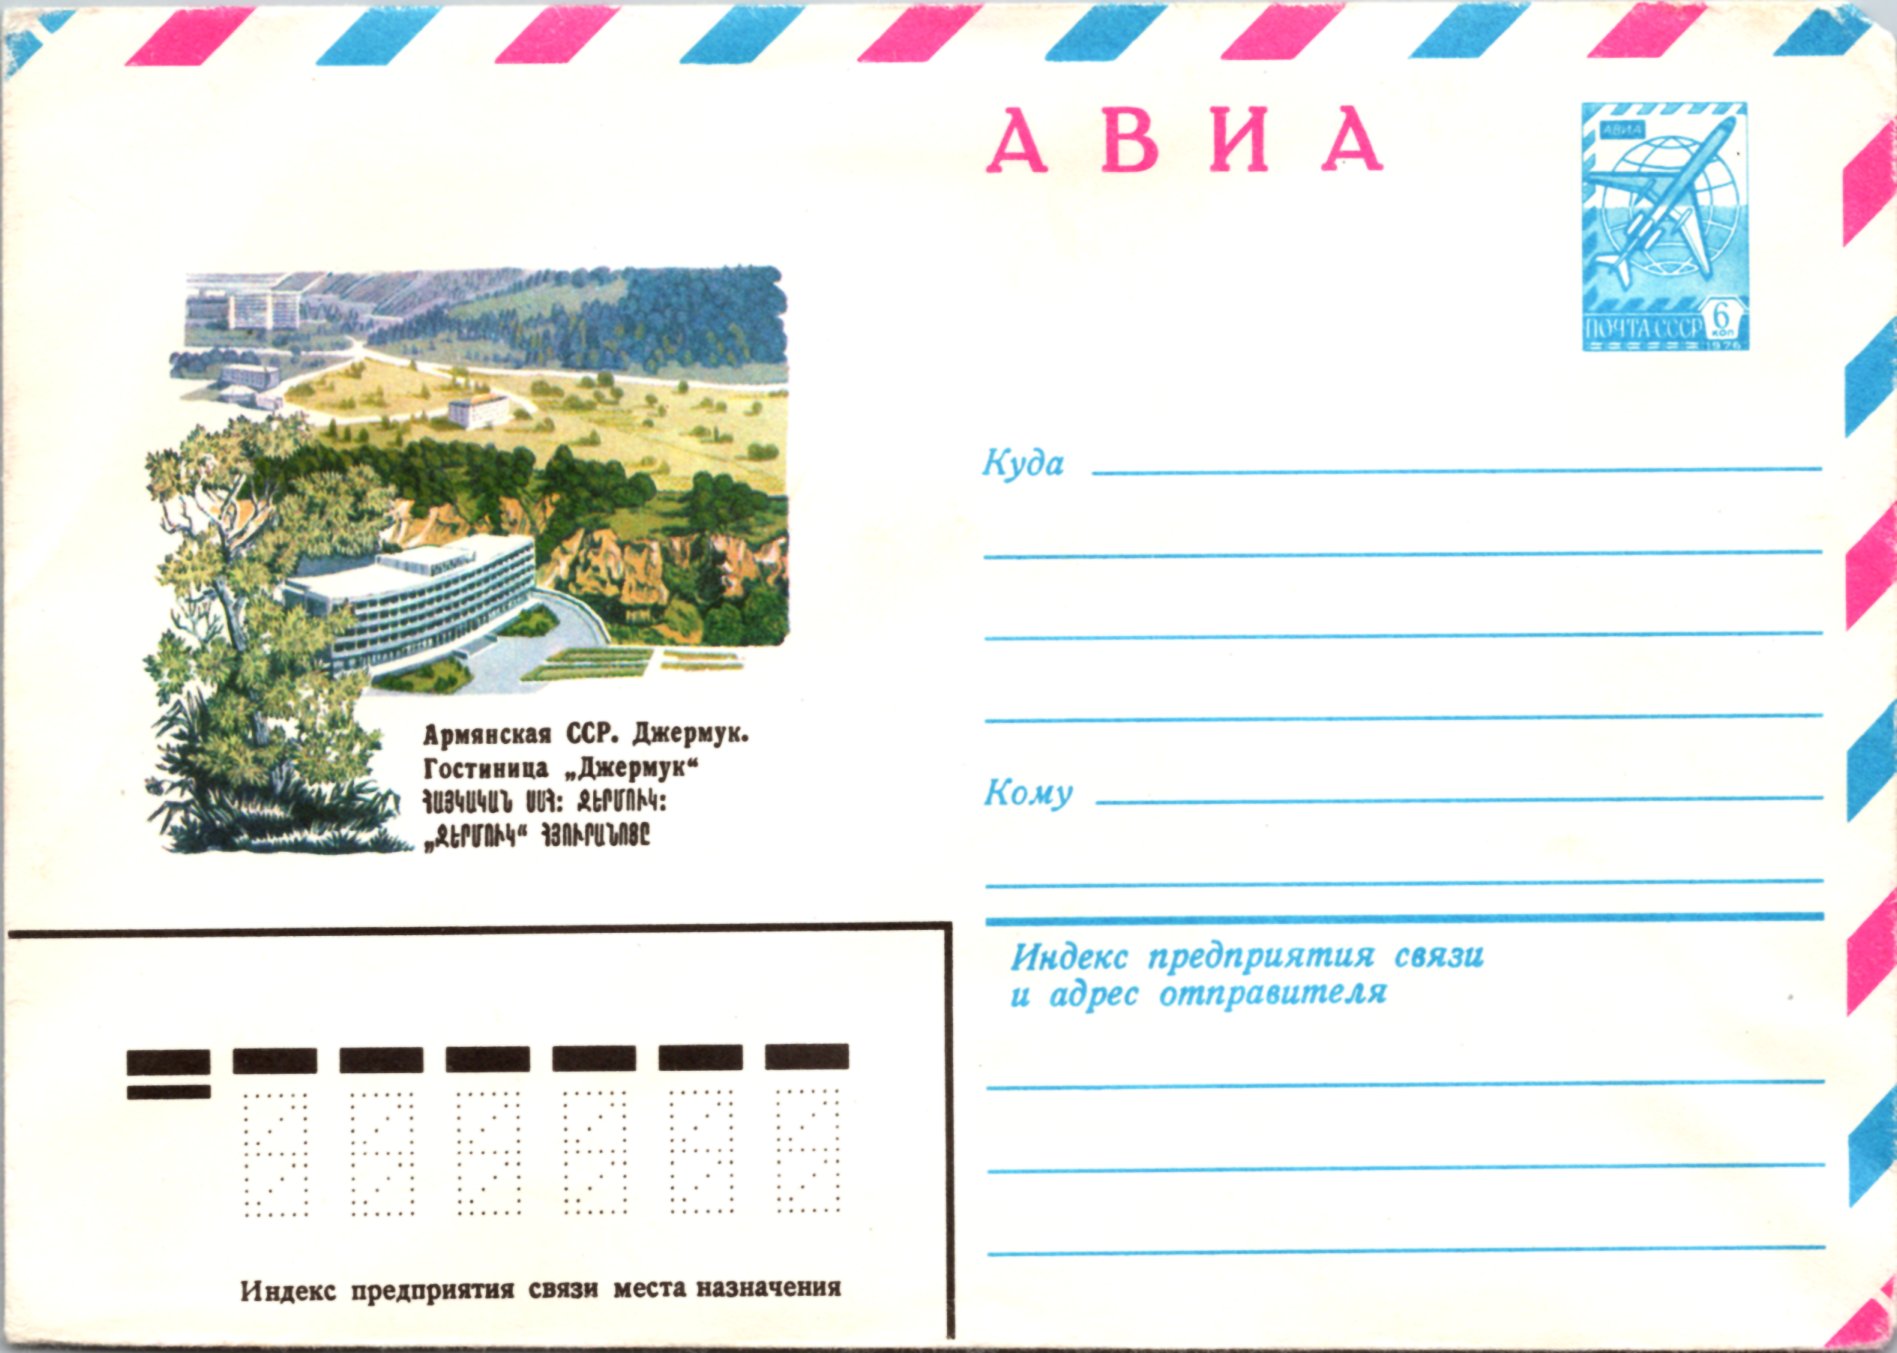 АВИА
АВИА
ПОЧТА СССР 6 коп
1976
Куда
Армянская ССР. Джермук.
Гостиница „Джермук“
ՀԱՅԿԱԿԱՆ ՍՍՀ: ՋԵՐՄՈՒԿ:
„ՋԵՐՄՈՒԿ“ ՀՅՈՒՐԱՆՈՑԸ
Кому
Индекс предприятия связи
и адрес отправителя
Индекс предприятия связи места назначения